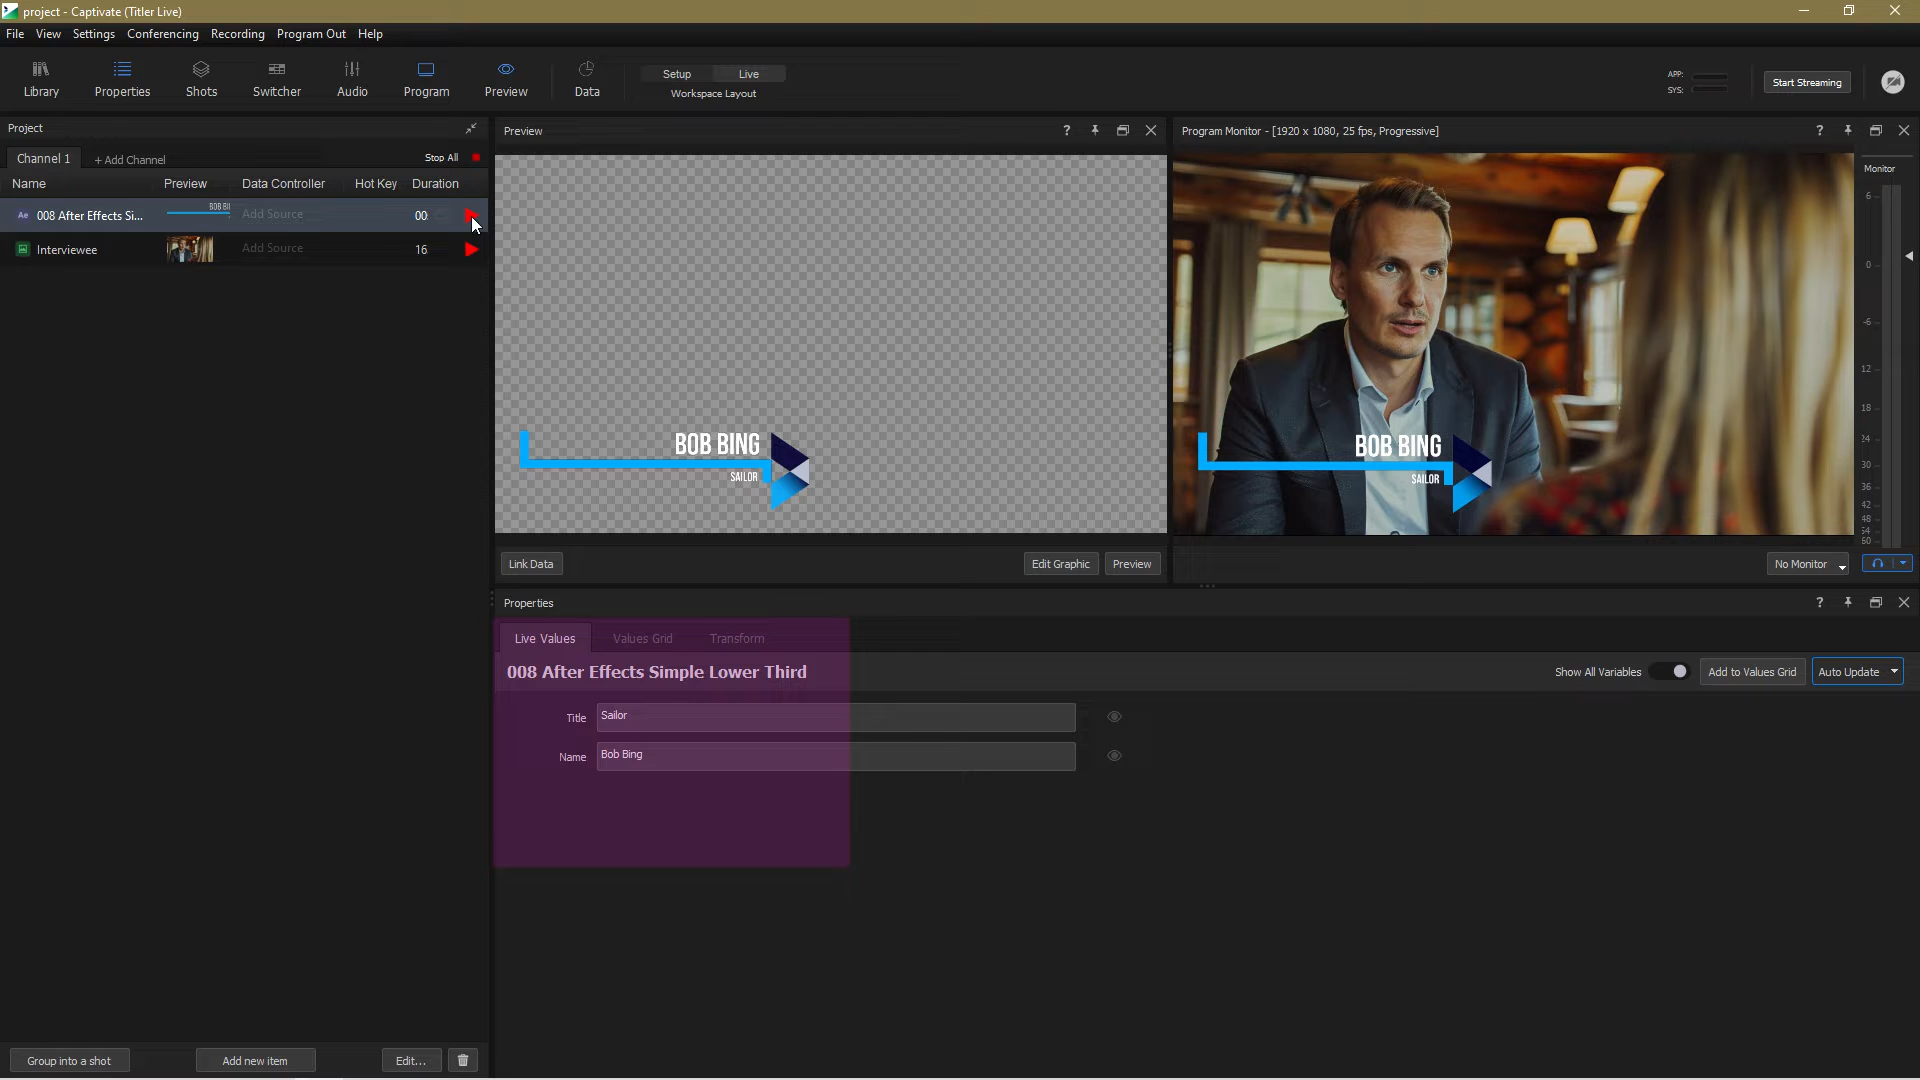 project - Captivate (Titler Live)
File View Settings Conferencing Recording Program Out Help
Library Properties Shots Switcher Audio Program Preview Data
Setup Live
Workspace Layout
APP:
SYS:
Start Streaming
Project
Channel 1 + Add Channel Stop All
Name Preview Data Controller Hot Key Duration
Ae 008 After Effects Si... BOB BI Add Source 00:
Interviewee Add Source 16
Group into a shot Add new item Edit...
Preview ?
BOB BING
SAILOR
Link Data Edit Graphic Preview
Program Monitor - [1920 x 1080, 25 fps, Progressive] ?
BOB BING
SAILOR
Monitor
6
0
-6
12
18
24
30
36
42
48
54
60
No Monitor
Properties ?
Live Values Values Grid Transform
008 After Effects Simple Lower Third
Show All Variables Add to Values Grid Auto Update
Title Sailor
Name Bob Bing